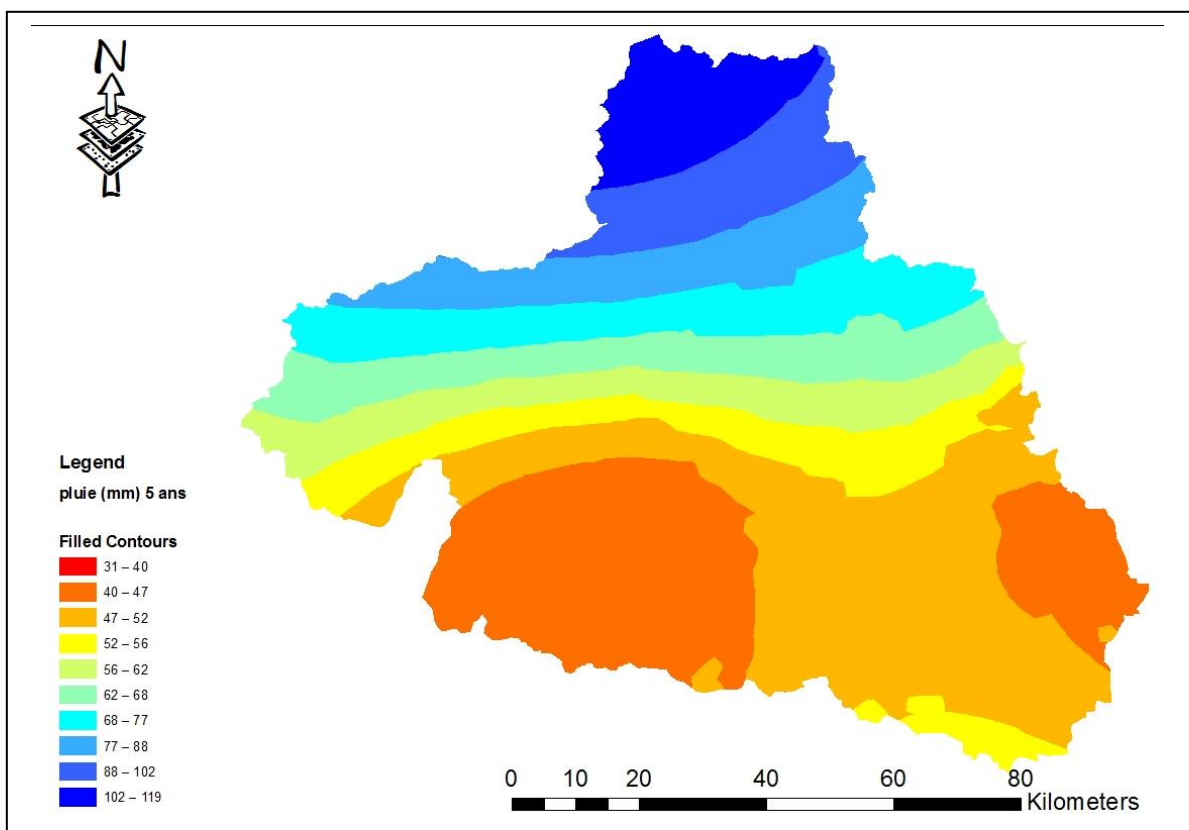 N
Legend
pluie (mm) 5 ans
Filled Contours
31 – 40
40 – 47
47 – 52
52 – 56
56 – 62
62 – 68
68 – 77
77 – 88
88 – 102
102 – 119
0 10 20 40 60 80
Kilometers